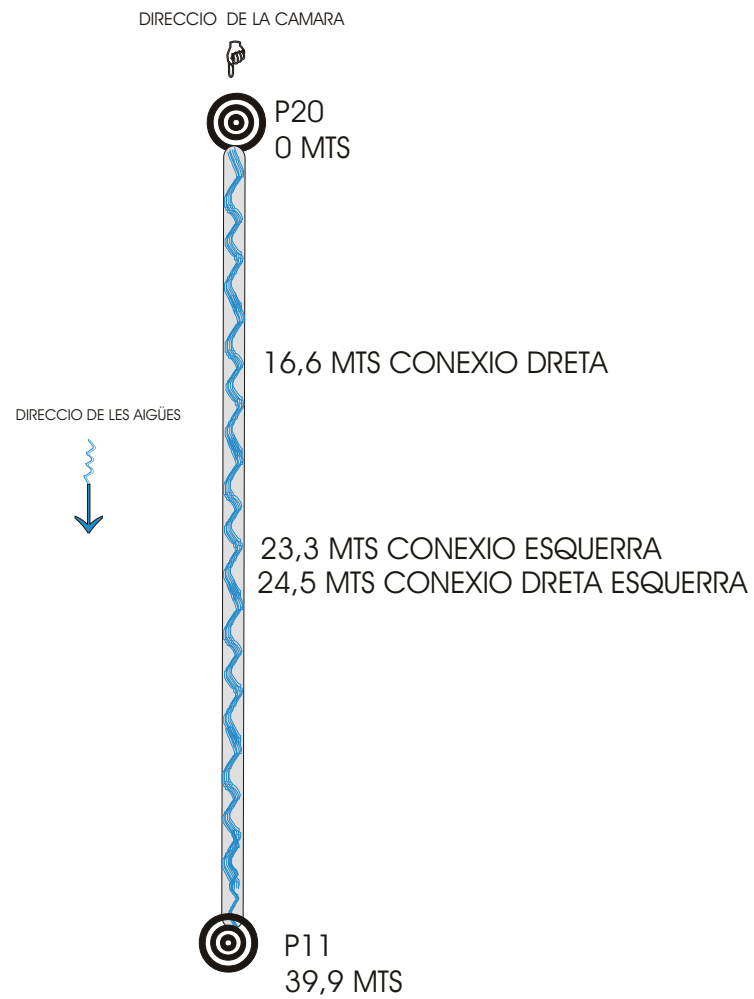 DIRECCIO DE LA CAMARA
P20
0 MTS
16,6 MTS CONEXIO DRETA
DIRECCIO DE LES AIGÜES
23,3 MTS CONEXIO ESQUERRA
24,5 MTS CONEXIO DRETA ESQUERRA
P11
39,9 MTS